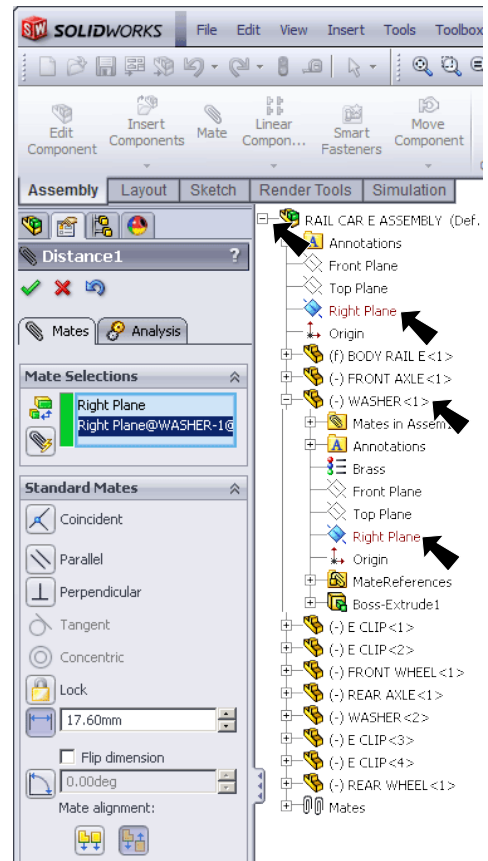 SW SOLIDWORKS File Edit View Insert Tools Toolbox
Edit Component
Insert Components
Mate
Linear Compon...
Smart Fasteners
Move Component
Assembly Layout Sketch Render Tools Simulation
Distance1 ?
Mates Analysis
Mate Selections
Right Plane
Right Plane@WASHER-1@
Standard Mates
Coincident
Parallel
Perpendicular
Tangent
Concentric
Lock
17.60mm
Flip dimension
0.00deg
Mate alignment:
RAIL CAR E ASSEMBLY (Def.
A Annotations
Front Plane
Top Plane
Right Plane
Origin
(f) BODY RAIL E<1>
(-) FRONT AXLE<1>
(-) WASHER<1>
Mates in Assem
A Annotations
Brass
Front Plane
Top Plane
Right Plane
Origin
MateReferences
Boss-Extrude1
(-) E CLIP<1>
(-) E CLIP<2>
(-) FRONT WHEEL<1>
(-) REAR AXLE<1>
(-) WASHER<2>
(-) E CLIP<3>
(-) E CLIP<4>
(-) REAR WHEEL<1>
Mates